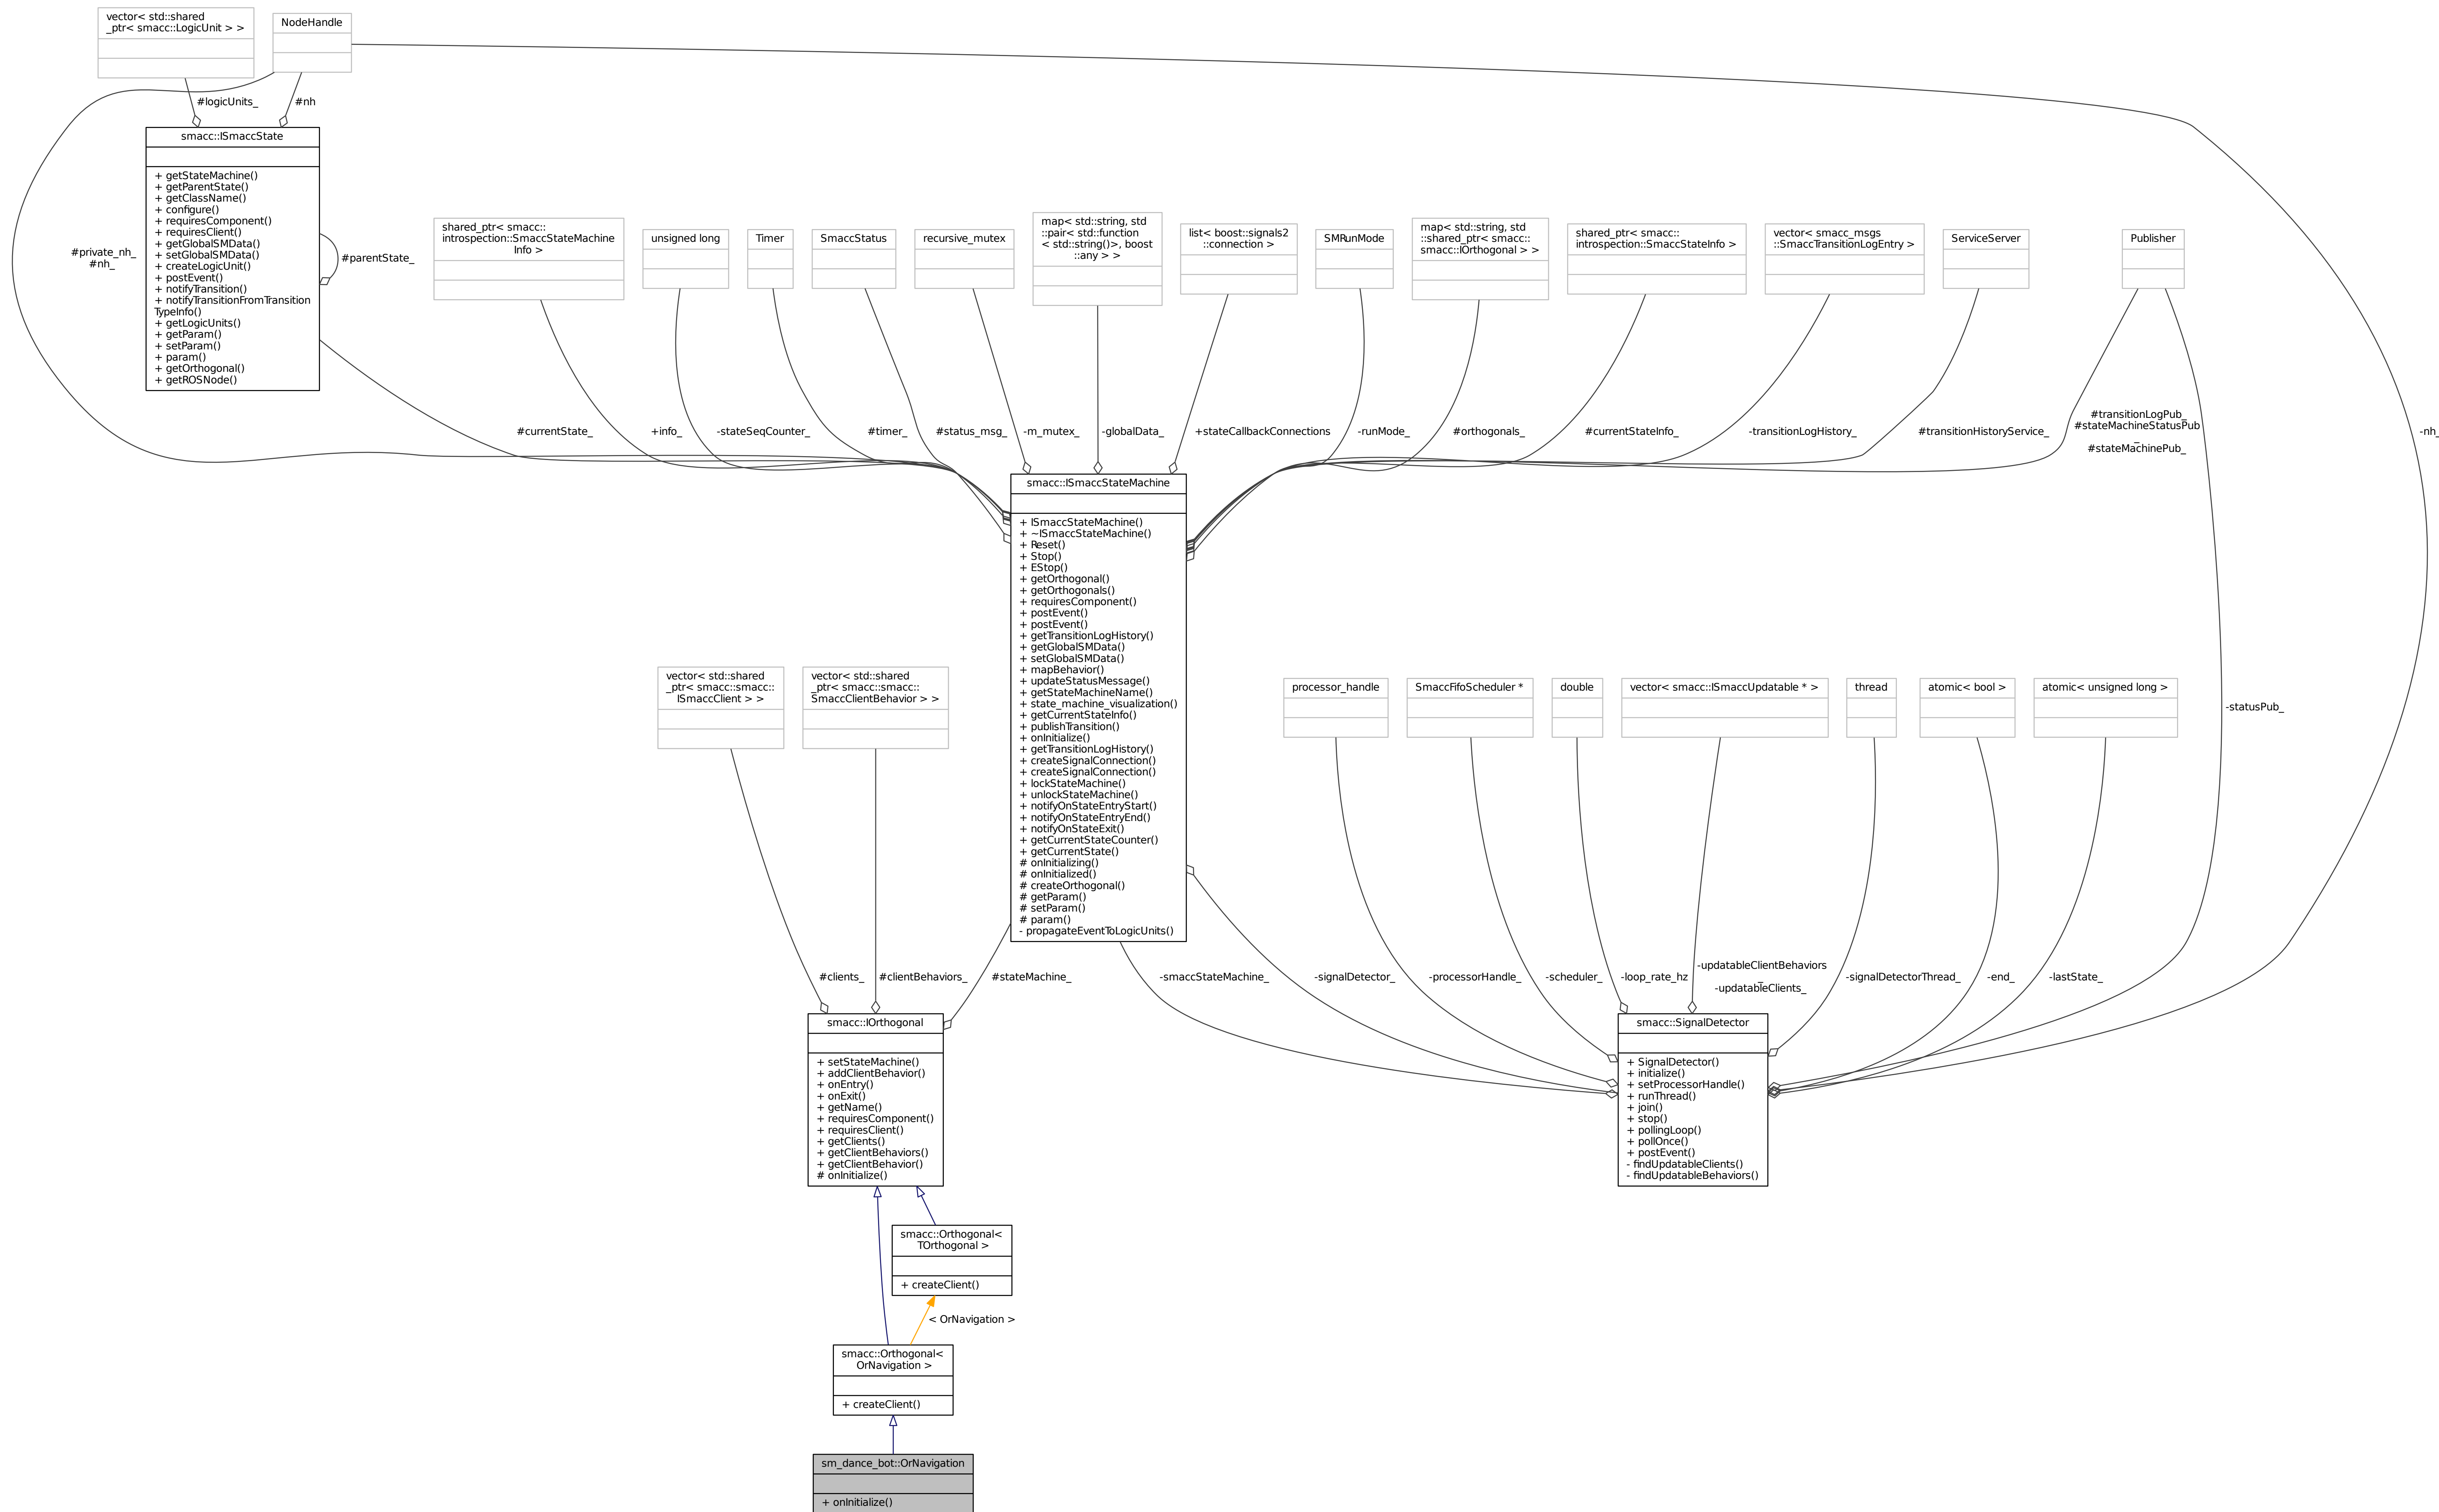 vector< std::shared
_ptr< smacc::LogicUnit > >
NodeHandle
#logicUnits_
#nh
smacc::ISmaccState
+ getStateMachine()
+ getParentState()
+ getClassName()
+ configure()
+ requiresComponent()
+ requiresClient()
+ getGlobalSMData()
+ setGlobalSMData()
+ createLogicUnit()
+ postEvent()
+ notifyTransition()
+ notifyTransitionFromTransition
TypeInfo()
+ getLogicUnits()
+ getParam()
+ setParam()
+ param()
+ getOrthogonal()
+ getROSNode()
#private_nh_
#nh_
#parentState_
shared_ptr< smacc::
introspection::SmaccStateMachine
Info >
unsigned long
Timer
SmaccStatus
recursive_mutex
map< std::string, std
::pair< std::function
< std::string()>, boost
::any > >
list< boost::signals2
::connection >
SMRunMode
map< std::string, std
::shared_ptr< smacc::
smacc::IOrthogonal > >
shared_ptr< smacc::
introspection::SmaccStateInfo >
vector< smacc_msgs
::SmaccTransitionLogEntry >
ServiceServer
Publisher
#currentState_
+info_
-stateSeqCounter_
#timer_
#status_msg_
-m_mutex_
-globalData_
+stateCallbackConnections
-runMode_
#orthogonals_
#currentStateInfo_
-transitionLogHistory_
#transitionHistoryService_
#transitionLogPub_
#stateMachineStatusPub
_
#stateMachinePub_
-nh_
smacc::ISmaccStateMachine
+ ISmaccStateMachine()
+ ~ISmaccStateMachine()
+ Reset()
+ Stop()
+ EStop()
+ getOrthogonal()
+ getOrthogonals()
+ requiresComponent()
+ postEvent()
+ postEvent()
+ getTransitionLogHistory()
+ getGlobalSMData()
+ setGlobalSMData()
+ mapBehavior()
+ updateStatusMessage()
+ getStateMachineName()
+ state_machine_visualization()
+ getCurrentStateInfo()
+ publishTransition()
+ onInitialize()
+ getTransitionLogHistory()
+ createSignalConnection()
+ createSignalConnection()
+ lockStateMachine()
+ unlockStateMachine()
+ notifyOnStateEntryStart()
+ notifyOnStateEntryEnd()
+ notifyOnStateExit()
+ getCurrentStateCounter()
+ getCurrentState()
# onInitializing()
# onInitialized()
# createOrthogonal()
# getParam()
# setParam()
# param()
- propagateEventToLogicUnits()
vector< std::shared
_ptr< smacc::smacc::
ISmaccClient > >
vector< std::shared
_ptr< smacc::smacc::
SmaccClientBehavior > >
processor_handle
SmaccFifoScheduler *
double
vector< smacc::ISmaccUpdatable * >
thread
atomic< bool >
atomic< unsigned long >
-statusPub_
#clients_
#clientBehaviors_
#stateMachine_
-smaccStateMachine_
-signalDetector_
-processorHandle_
-scheduler_
-loop_rate_hz
-updatableClientBehaviors
_
-updatableClients_
-signalDetectorThread_
-end_
-lastState_
smacc::IOrthogonal
+ setStateMachine()
+ addClientBehavior()
+ onEntry()
+ onExit()
+ getName()
+ requiresComponent()
+ requiresClient()
+ getClients()
+ getClientBehaviors()
+ getClientBehavior()
# onInitialize()
smacc::SignalDetector
+ SignalDetector()
+ initialize()
+ setProcessorHandle()
+ runThread()
+ join()
+ stop()
+ pollingLoop()
+ pollOnce()
+ postEvent()
- findUpdatableClients()
- findUpdatableBehaviors()
smacc::Orthogonal<
TOrthogonal >
+ createClient()
< OrNavigation >
smacc::Orthogonal<
OrNavigation >
+ createClient()
sm_dance_bot::OrNavigation
+ onInitialize()